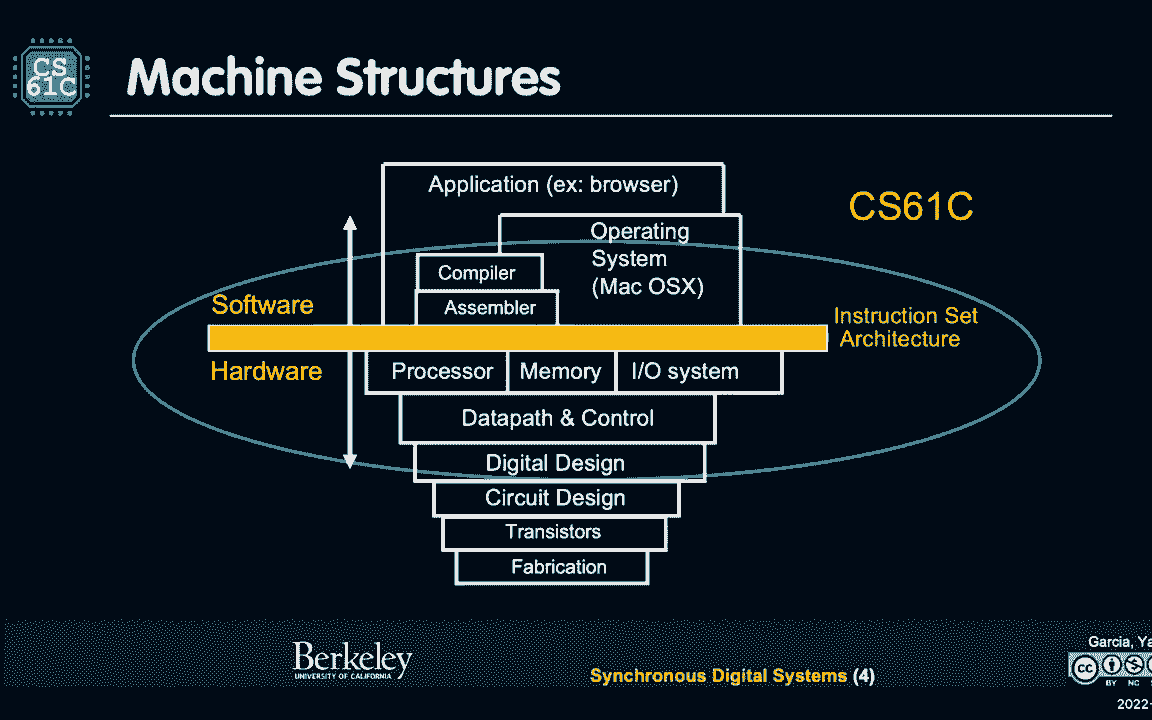 CS
61C
Machine Structures
Application (ex: browser)
CS61C
Operating
System
(Mac OSX)
Compiler
Assembler
Software
Instruction Set
Architecture
Hardware
Processor
Memory
I/O system
Datapath & Control
Digital Design
Circuit Design
Transistors
Fabrication
Berkeley
UNIVERSITY OF CALIFORNIA
Synchronous Digital Systems (4)
Garcia,
cc
BY NC
2022-